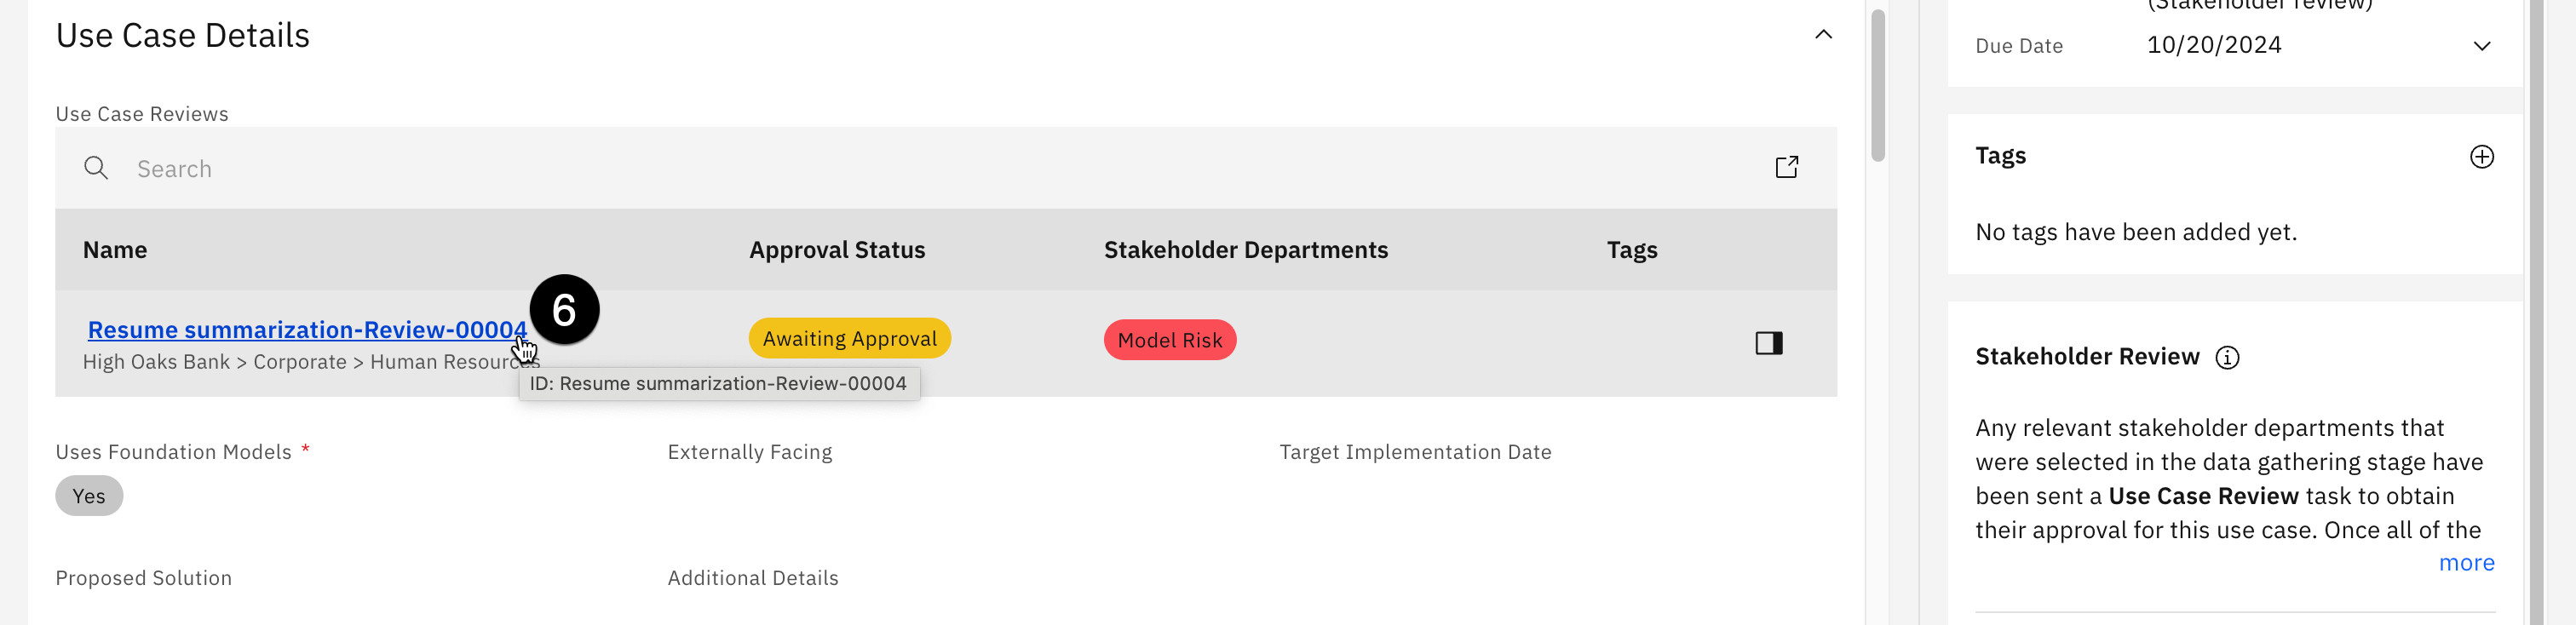 Use Case Details
Use Case Reviews
Search
Name
Approval Status
Stakeholder Departments
Tags
Resume summarization-Review-00004
6
High Oaks Bank > Corporate > Human Resources
Awaiting Approval
Model Risk
ID: Resume summarization-Review-00004
Uses Foundation Models *
Yes
Externally Facing
Target Implementation Date
Proposed Solution
Additional Details
(Stakeholder review)
Due Date
10/20/2024
Tags
No tags have been added yet.
Stakeholder Review
Any relevant stakeholder departments that
were selected in the data gathering stage have
been sent a Use Case Review task to obtain
their approval for this use case. Once all of the
more